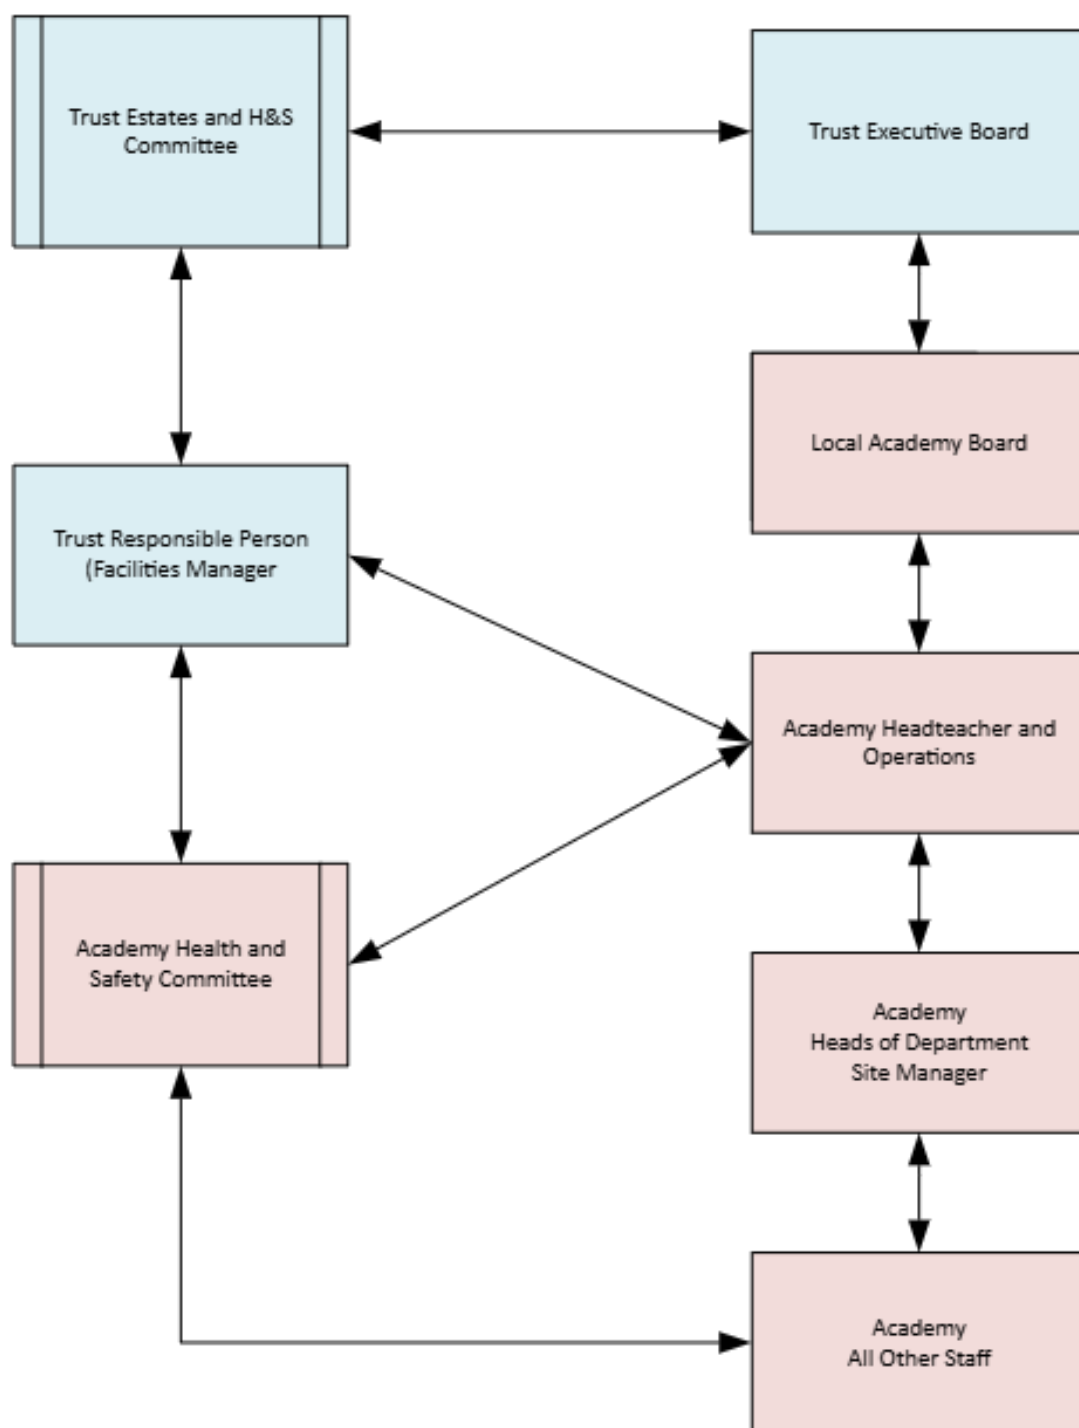 Trust Estates and H&S
Committee
Trust Executive Board
Local Academy Board
Trust Responsible Person
(Facilities Manager
Academy Headteacher and
Operations
Academy Health and
Safety Committee
Academy
Heads of Department
Site Manager
Academy
All Other Staff